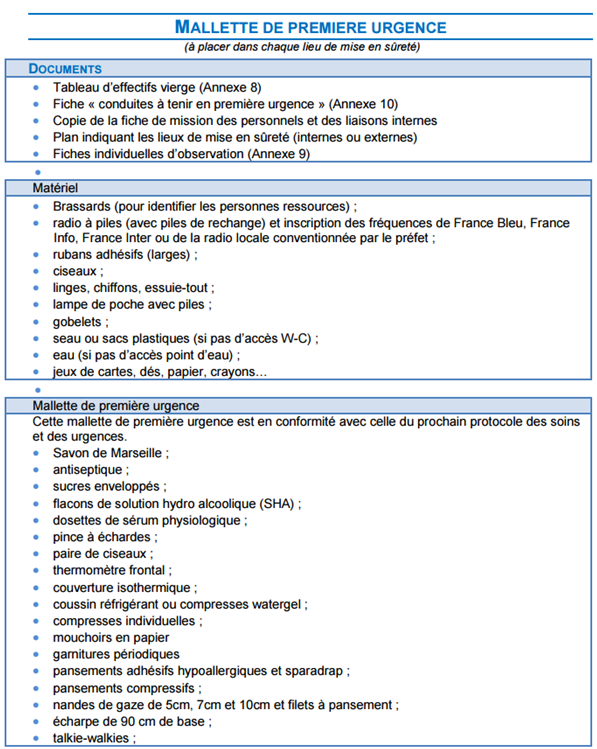 MALLETTE DE PREMIERE URGENCE
(à placer dans chaque lieu de mise en sûreté)
DOCUMENTS
• Tableau d'effectifs vierge (Annexe 8)
• Fiche « conduites à tenir en première urgence » (Annexe 10)
• Copie de la fiche de mission des personnels et des liaisons internes
• Plan indiquant les lieux de mise en sûreté (internes ou externes)
• Fiches individuelles d'observation (Annexe 9)
•
Matériel
• Brassards (pour identifier les personnes ressources) ;
• radio à piles (avec piles de rechange) et inscription des fréquences de France Bleu, France
Info, France Inter ou de la radio locale conventionnée par le préfet ;
• rubans adhésifs (larges) ;
• ciseaux ;
• linges, chiffons, essuie-tout ;
• lampe de poche avec piles ;
• gobelets ;
• seau ou sacs plastiques (si pas d'accès W-C) ;
• eau (si pas d'accès point d'eau) ;
• jeux de cartes, dés, papier, crayons…
•
Mallette de première urgence
Cette mallette de première urgence est en conformité avec celle du prochain protocole des soins
et des urgences.
• Savon de Marseille ;
• antiseptique ;
• sucres enveloppés ;
• flacons de solution hydro alcoolique (SHA) ;
• dosettes de sérum physiologique ;
• pince à échardes ;
• paire de ciseaux ;
• thermomètre frontal ;
• couverture isothermique ;
• coussin réfrigérant ou compresses watergel ;
• compresses individuelles ;
• mouchoirs en papier
• garnitures périodiques
• pansements adhésifs hypoallergiques et sparadrap ;
• pansements compressifs ;
• nandes de gaze de 5cm, 7cm et 10cm et filets à pansement ;
• écharpe de 90 cm de base ;
• talkie-walkies ;